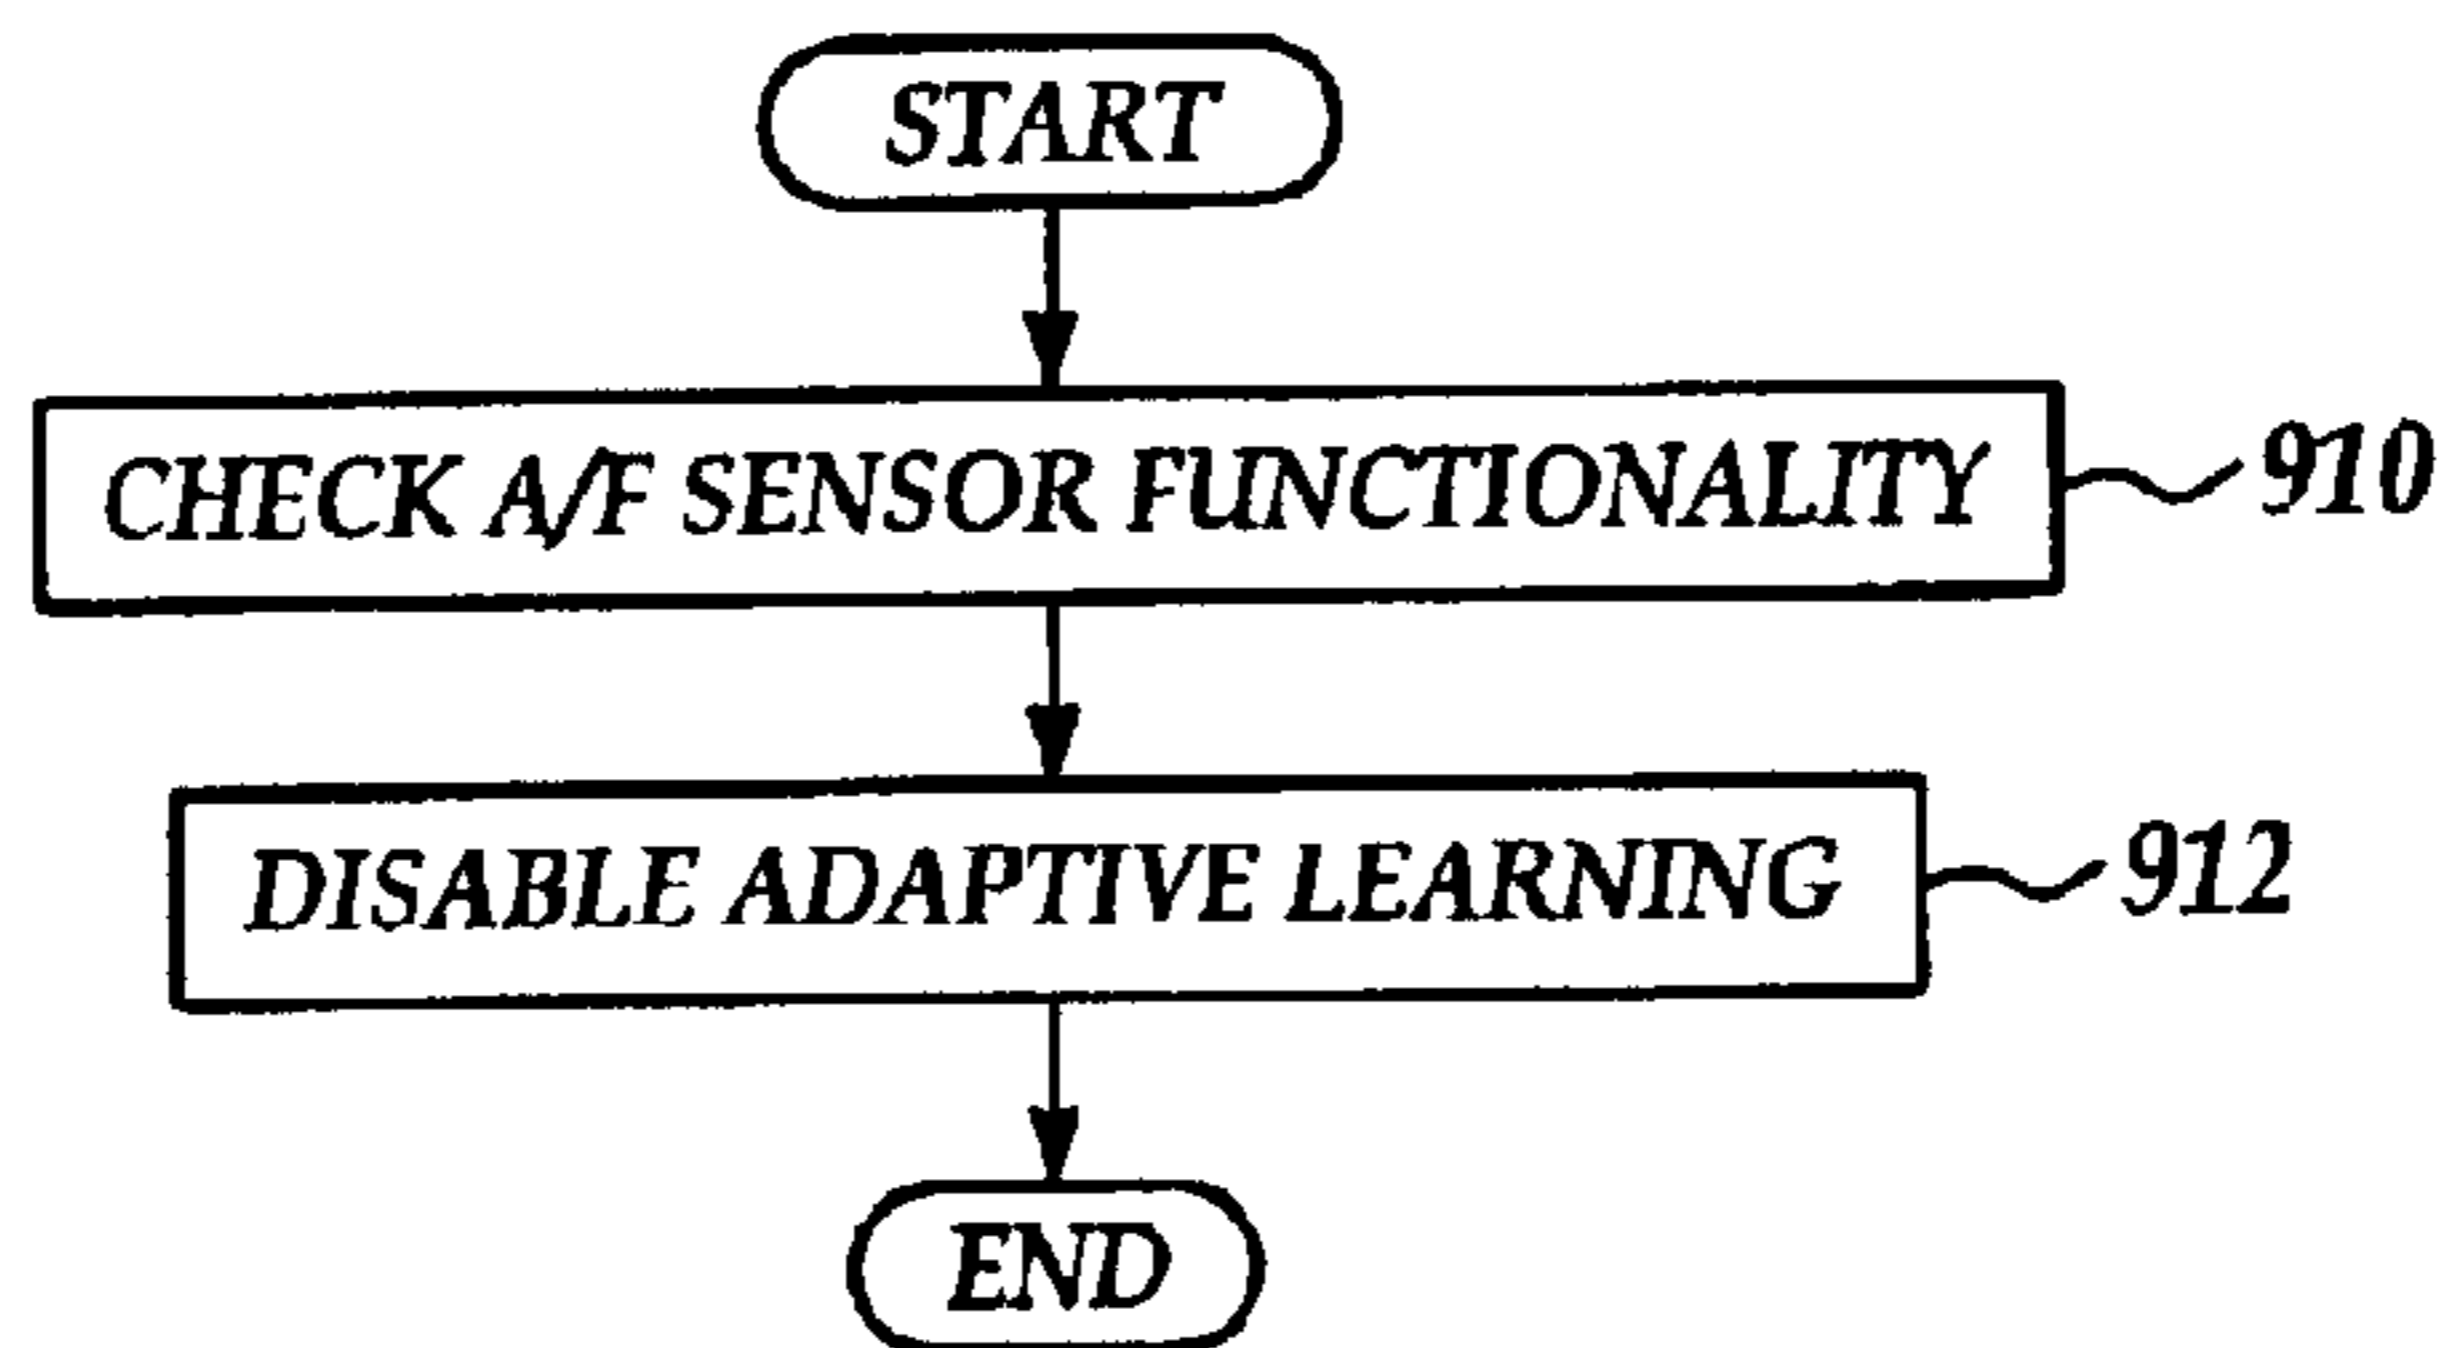 START
CHECK A/F SENSOR FUNCTIONALITY
910
DISABLE ADAPTIVE LEARNING
912
END